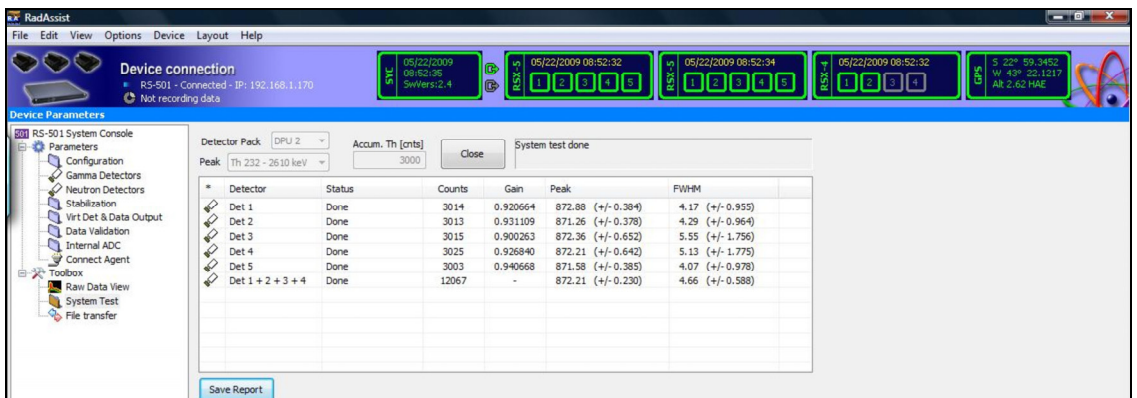 RadAssist
File Edit View Options Device Layout Help
Device connection
RS-501 - Connected - IP: 192.168.1.170
Not recording data
SYC
05/22/2009
08:52:35
SwVers:2.4
RSX-5
05/22/2009 08:52:32
1 2 3 4 5
RSX-5
05/22/2009 08:52:34
1 2 3 4 5
RSX-4
05/22/2009 08:52:32
1 2 3 4
GPS
S 22° 59.3452
W 43° 22.1217
Alt 2.62 HAE
Device Parameters
501 RS-501 System Console
Parameters
Configuration
Gamma Detectors
Neutron Detectors
Stabilization
Virt Det & Data Output
Data Validation
Internal ADC
Connect Agent
Toolbox
Raw Data View
System Test
File transfer
Detector Pack DPU 2 Accum. Th [cnts] Close System test done
Peak Th 232 - 2610 keV 3000
* Detector Status Counts Gain Peak FWHM
Det 1 Done 3014 0.920664 872.88 (+/- 0.384) 4.17 (+/- 0.955)
Det 2 Done 3013 0.931109 871.26 (+/- 0.378) 4.29 (+/- 0.964)
Det 3 Done 3015 0.900263 872.36 (+/- 0.652) 5.55 (+/- 1.756)
Det 4 Done 3025 0.926840 872.21 (+/- 0.642) 5.13 (+/- 1.775)
Det 5 Done 3003 0.940668 871.58 (+/- 0.385) 4.07 (+/- 0.978)
Det 1 + 2 + 3 + 4 Done 12067 - 872.21 (+/- 0.230) 4.66 (+/- 0.588)
Save Report